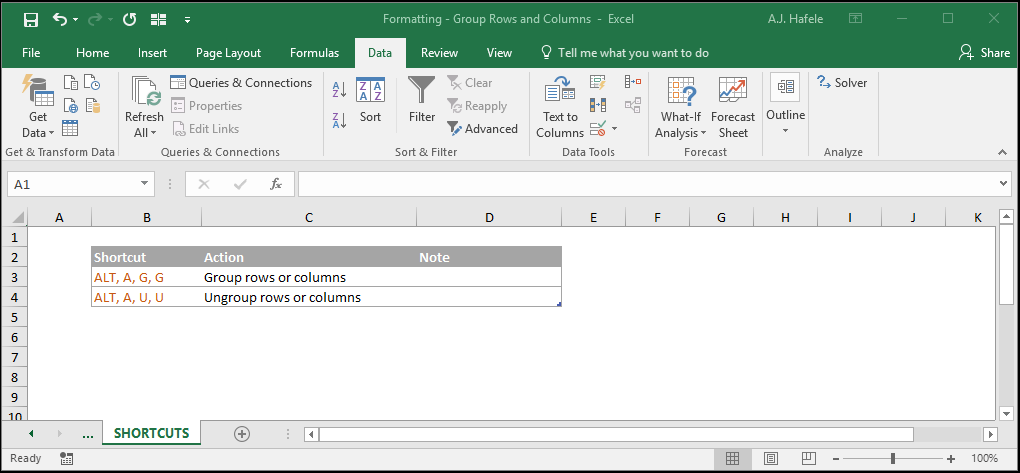 Formatting - Group Rows and Columns - Excel
A.J. Hafele
File Home Insert Page Layout Formulas Data Review View Tell me what you want to do Share
Get Data
Refresh All
Queries & Connections
Properties
Edit Links
A Z
Z A
Z A A Z
Sort
Filter
Clear
Reapply
Advanced
Text to Columns
What-If Analysis
Forecast Sheet
Outline
Solver
Get & Transform Data Queries & Connections Sort & Filter Data Tools Forecast Analyze
A1
fx
A B C D E F G H I J K
1
2 Shortcut Action Note
3 ALT, A, G, G Group rows or columns
4 ALT, A, U, U Ungroup rows or columns
5
6
7
8
9
10
... SHORTCUTS
Ready
100%